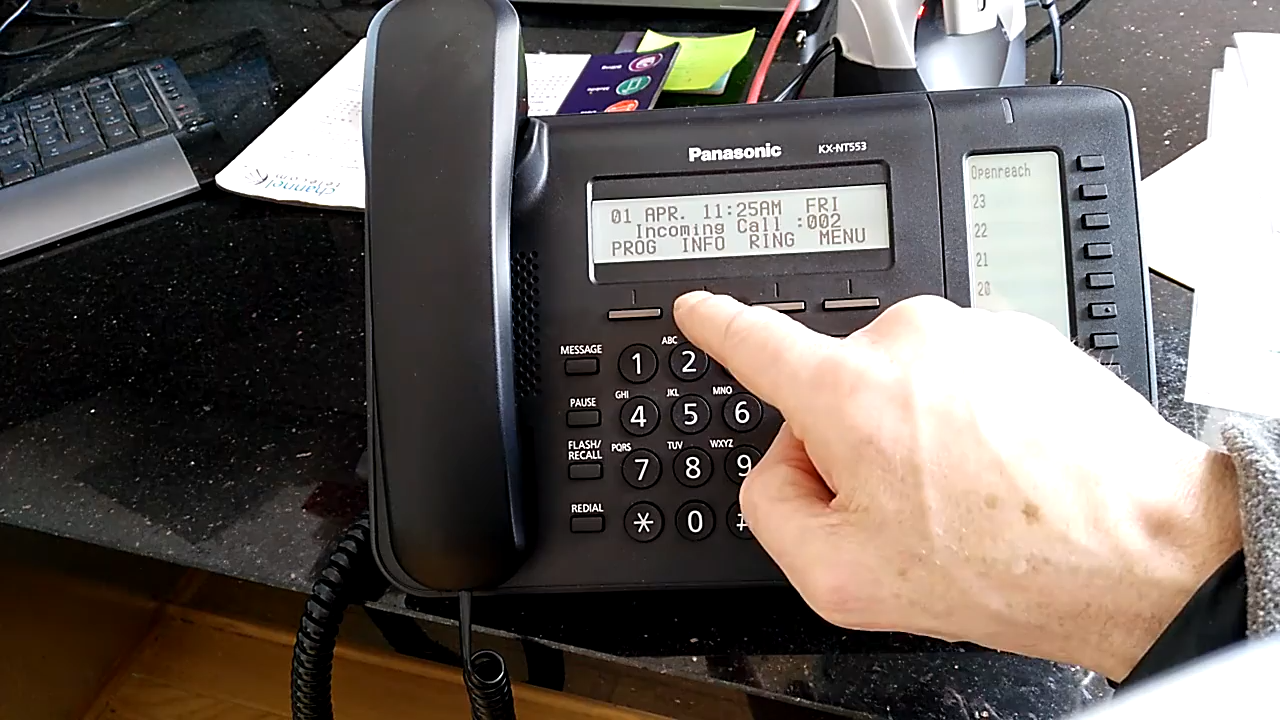 Panasonic KX-NT553
01 APR. 11:25AM FRI
Incoming Call :002
PROG INFO RING MENU
Openreach
23
22
21
20
MESSAGE
PAUSE
FLASH/
RECALL
REDIAL
1
ABC
2
GHI
4
JKL
5
MNO
6
PQRS
7
TUV
8
WXYZ
9
*
0
#